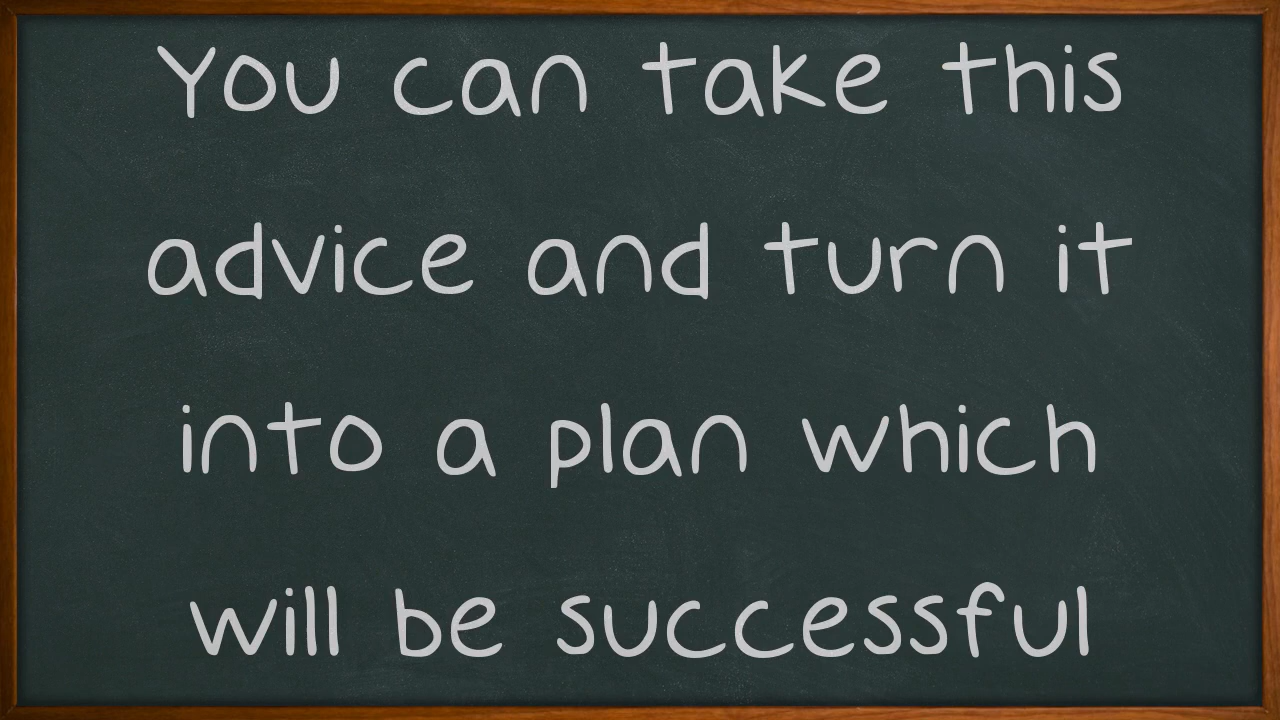 You can take this
advice and turn it
into a plan which
will be successful